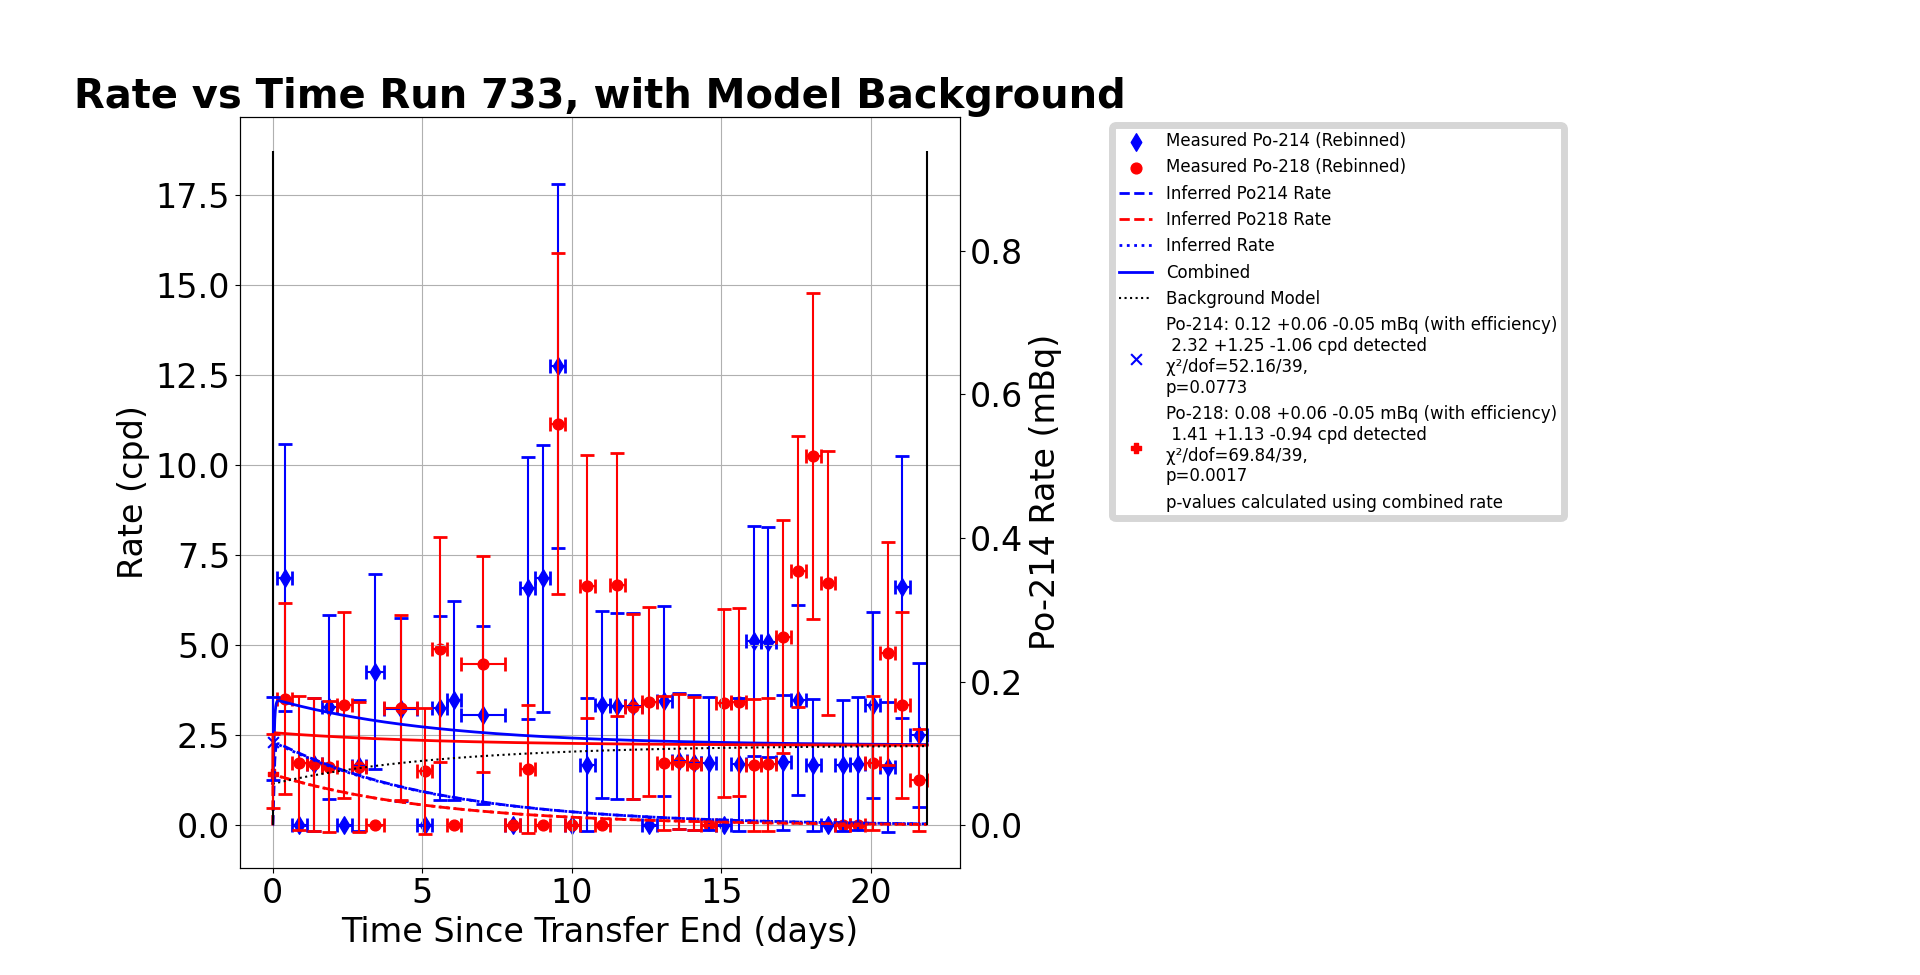 Rate vs Time Run 733, with Model Background
Rate (cpd)
17.5
15.0
12.5
10.0
7.5
5.0
2.5
0.0
0
5
10
15
20
Time Since Transfer End (days)
0.8
0.6
0.4
0.2
0.0
Po-214 Rate (mBq)
Measured Po-214 (Rebinned)
Measured Po-218 (Rebinned)
Inferred Po214 Rate
Inferred Po218 Rate
Inferred Rate
Combined
Background Model
Po-214: 0.12 +0.06 -0.05 mBq (with efficiency)
2.32 +1.25 -1.06 cpd detected
χ²/dof=52.16/39,
p=0.0773
Po-218: 0.08 +0.06 -0.05 mBq (with efficiency)
1.41 +1.13 -0.94 cpd detected
χ²/dof=69.84/39,
p=0.0017
p-values calculated using combined rate